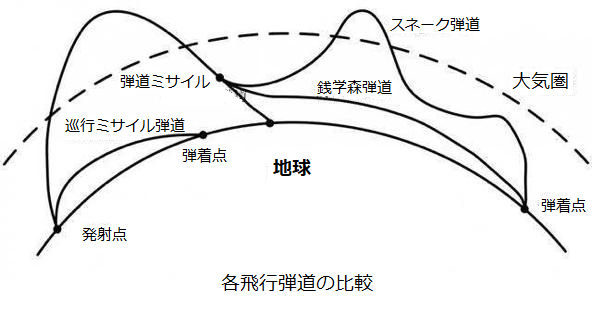 スネーク弾道
大気圏
弾道ミサイル
銭学森弾道
巡行ミサイル弾道
弾着点
地球
弾着点
発射点
各飛行弾道の比較